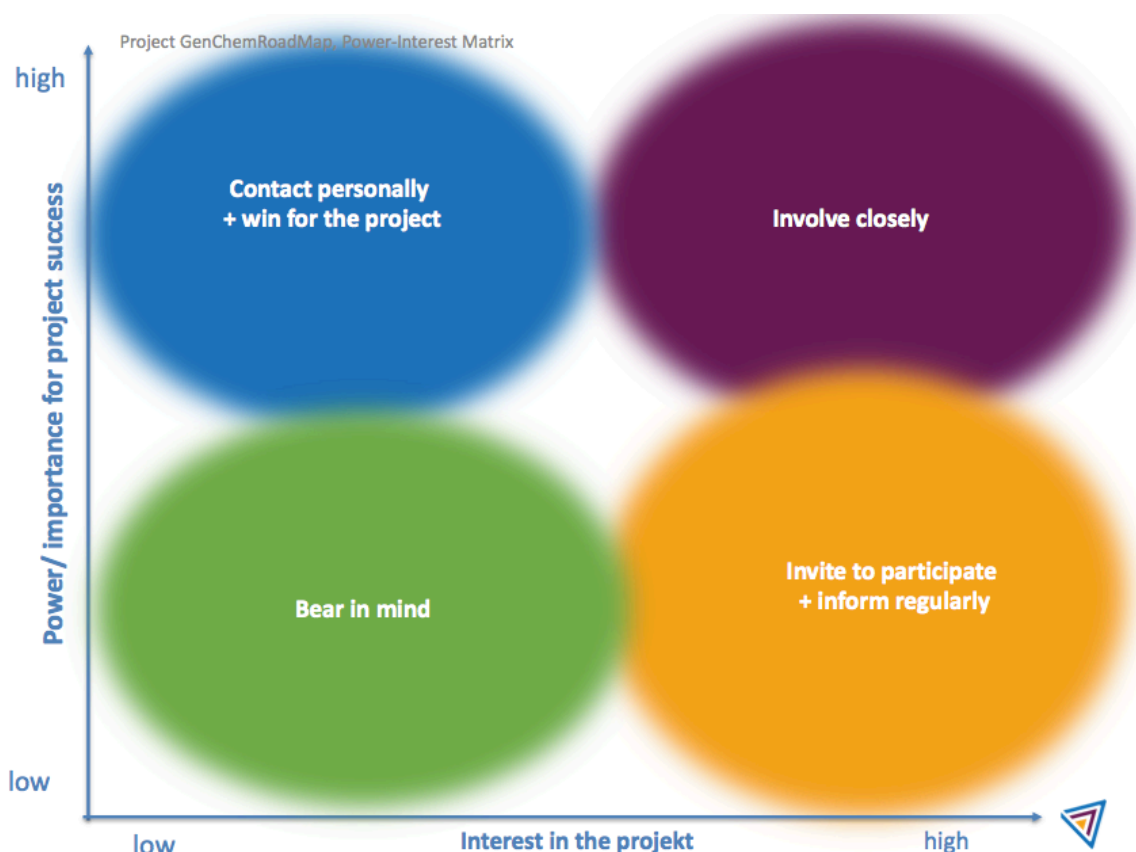 Project GenChemRoadMap, Power-Interest Matrix
high
Power/ importance for project success
Contact personally
+ win for the project
Involve closely
Bear in mind
Invite to participate
+ inform regularly
low
low
Interest in the projekt
high